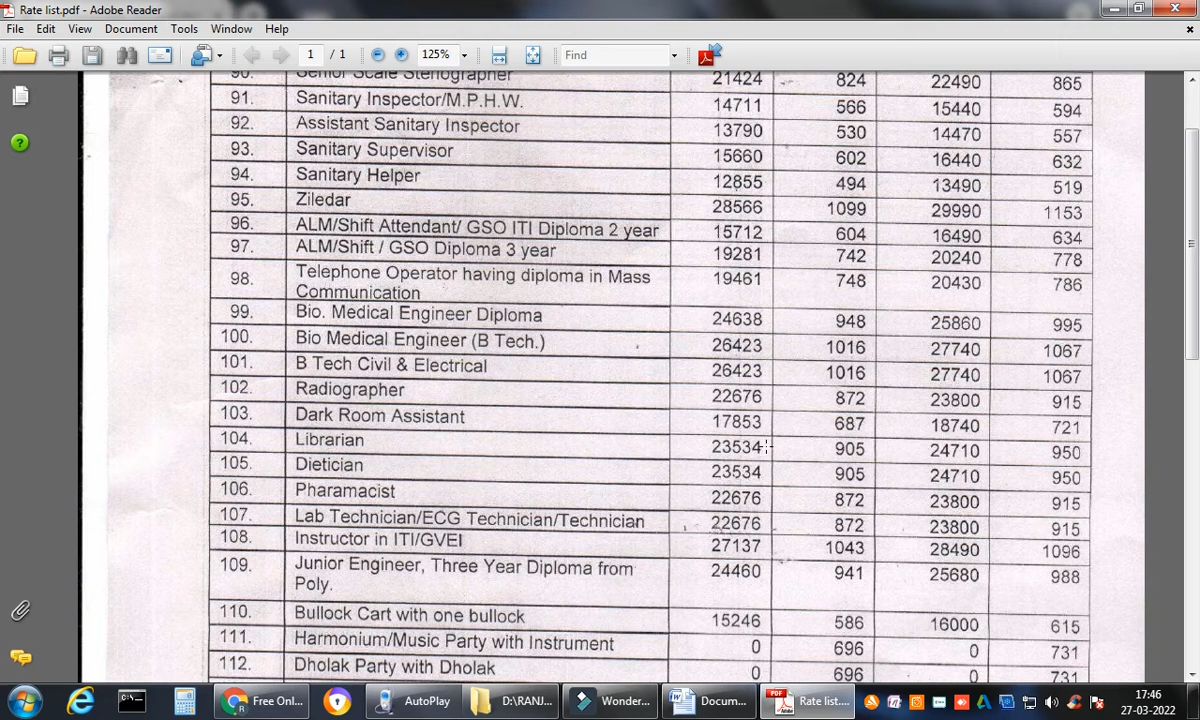 Rate list.pdf - Adobe Reader
File Edit View Document Tools Window Help
1 / 1 125% Find
90. Senior Scale Stenographer 21424 824 22490 865
91. Sanitary Inspector/M.P.H.W. 14711 566 15440 594
92. Assistant Sanitary Inspector 13790 530 14470 557
93. Sanitary Supervisor 15660 602 16440 632
94. Sanitary Helper 12855 494 13490 519
95. Ziledar 28566 1099 29990 1153
96. ALM/Shift Attendant/ GSO ITI Diploma 2 year 15712 604 16490 634
97. ALM/Shift / GSO Diploma 3 year 19281 742 20240 778
98. Telephone Operator having diploma in Mass 19461 748 20430 786
Communication
99. Bio. Medical Engineer Diploma 24638 948 25860 995
100. Bio Medical Engineer (B Tech.) 26423 1016 27740 1067
101. B Tech Civil & Electrical 26423 1016 27740 1067
102. Radiographer 22676 872 23800 915
103. Dark Room Assistant 17853 687 18740 721
104. Librarian 23534 905 24710 950
105. Dietician 23534 905 24710 950
106. Pharamacist 22676 872 23800 915
107. Lab Technician/ECG Technician/Technician 22676 872 23800 915
108. Instructor in ITI/GVEI 27137 1043 28490 1096
109. Junior Engineer, Three Year Diploma from 24460 941 25680 988
Poly.
110. Bullock Cart with one bullock 15246 586 16000 615
111. Harmonium/Music Party with Instrument 0 696 0 731
112. Dholak Party with Dholak 0 696 0 731
Free Onl... AutoPlay D:\RANJ... Wonder... Docum... Rate list.... 17:46
27-03-2022